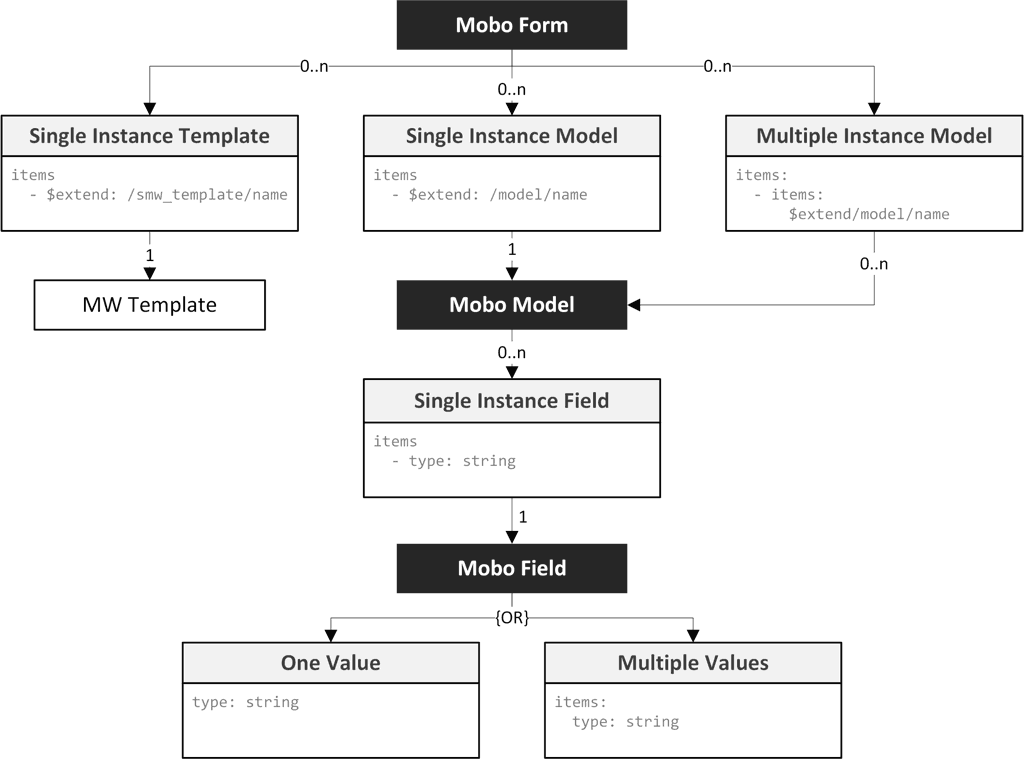 Mobo Form
0..n
0..n
0..n
Single Instance Template
items
- $extend: /smw_template/name
Single Instance Model
items
- $extend: /model/name
Multiple Instance Model
items:
- items:
$extend/model/name
1
1
0..n
MW Template
Mobo Model
0..n
Single Instance Field
items
- type: string
1
Mobo Field
{OR}
One Value
type: string
Multiple Values
items:
type: string